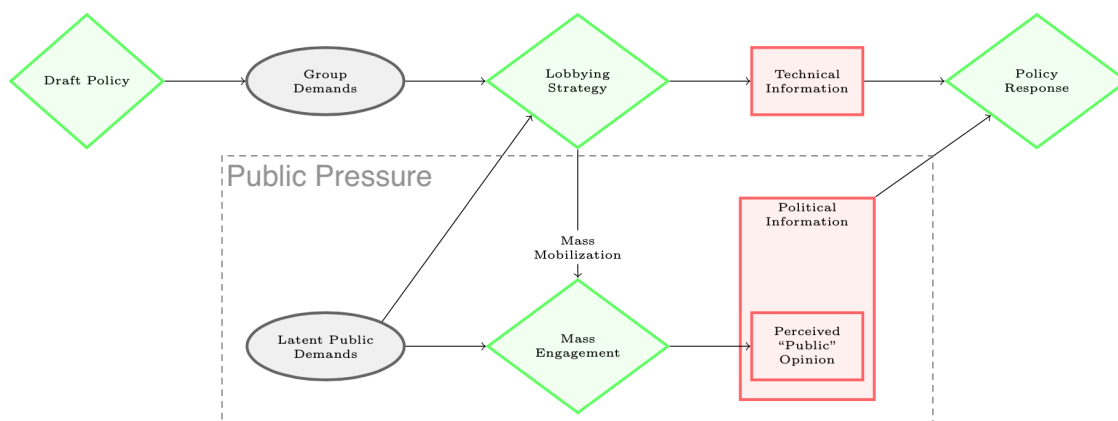 Draft Policy
Group
Demands
Lobbying
Strategy
Technical
Information
Policy
Response
Public Pressure
Political
Information
Mass
Mobilization
Latent Public
Demands
Mass
Engagement
Perceived
“Public”
Opinion